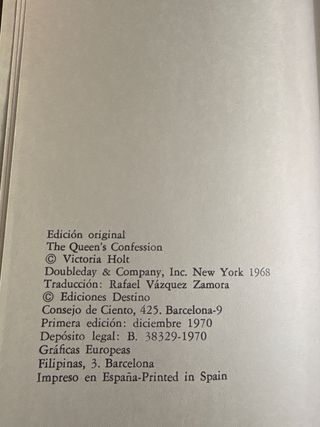 Edición original
The Queen's Confession
© Victoria Holt
Doubleday & Company, Inc. New York 1968
Traducción: Rafael Vázquez Zamora
© Ediciones Destino
Consejo de Ciento, 425. Barcelona-9
Primera edición: diciembre 1970
Depósito legal: B. 38329-1970
Gráficas Europeas
Filipinas, 3. Barcelona
Impreso en España-Printed in Spain